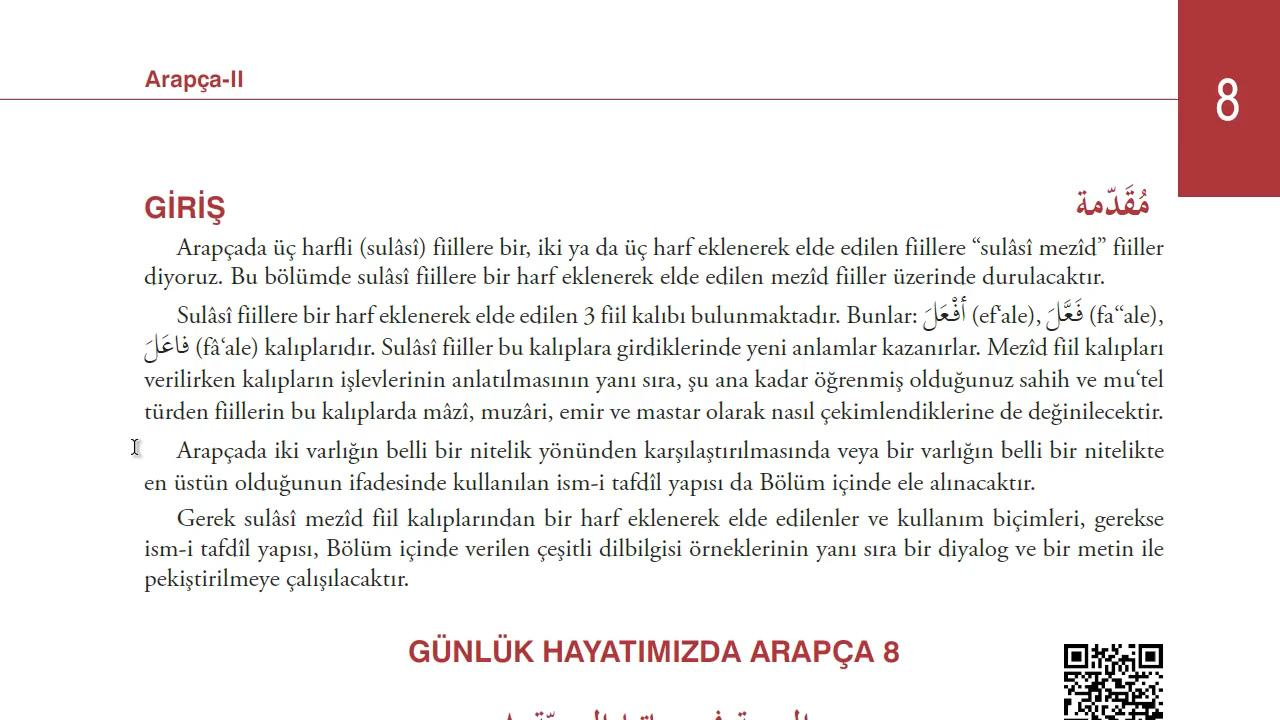 Arapça-II
8
GİRİŞ
مُقَدّمة
Arapçada üç harfli (sulâsî) fiillere bir, iki ya da üç harf eklenerek elde edilen fiillere “sulâsî mezîd” fiiller
diyoruz. Bu bölümde sulâsî fiillere bir harf eklenerek elde edilen mezîd fiiller üzerinde durulacaktır.
Sulâsî fiillere bir harf eklenerek elde edilen 3 fiil kalıbı bulunmaktadır. Bunlar: أفْعَلَ (ef‘ale), فَعَّلَ (fa‘‘ale),
فاعَلَ (fâ‘ale) kalıplarıdır. Sulâsî fiiller bu kalıplara girdiklerinde yeni anlamlar kazanırlar. Mezîd fiil kalıpları
verilirken kalıpların işlevlerinin anlatılmasının yanı sıra, şu ana kadar öğrenmiş olduğunuz sahih ve mu‘tel
türden fiillerin bu kalıplarda mâzî, muzâri, emir ve mastar olarak nasıl çekimlendiklerine de değinilecektir.
Arapçada iki varlığın belli bir nitelik yönünden karşılaştırılmasında veya bir varlığın belli bir nitelikte
en üstün olduğunun ifadesinde kullanılan ism-i tafdîl yapısı da Bölüm içinde ele alınacaktır.
Gerek sulâsî mezîd fiil kalıplarından bir harf eklenerek elde edilenler ve kullanım biçimleri, gerekse
ism-i tafdîl yapısı, Bölüm içinde verilen çeşitli dilbilgisi örneklerinin yanı sıra bir diyalog ve bir metin ile
pekiştirilmeye çalışılacaktır.
GÜNLÜK HAYATIMIZDA ARAPÇA 8